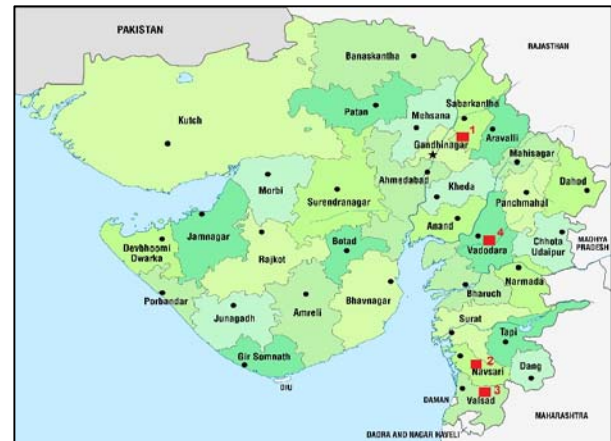 PAKISTAN
RAJASTHAN
Banaskantha
Kutch
Patan
Mehsana
Sabarkantha
1
Gandhinagar
Aravalli
Mahisagar
Ahmedabad
Kheda
Panchmahal
Dahod
Morbi
Surendranagar
Jamnagar
Devbhoomi
Dwarka
Rajkot
Botad
Anand
Vadodara
4
Chhota
Udaipur
MADHYA
PRADESH
Porbandar
Junagadh
Amreli
Bhavnagar
Bharuch
Narmada
Gir Somnath
DIU
Surat
Tapi
2
Navsari
Dang
DAMAN
3
Valsad
MAHARASHTRA
DADRA AND NAGAR HAVELI